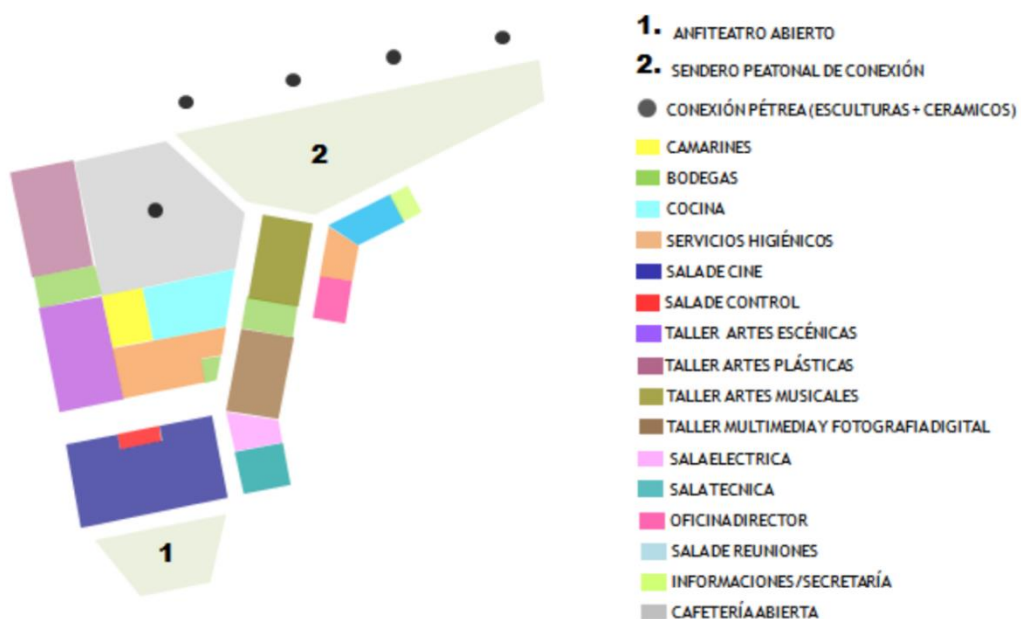 2
1
1. ANFITEATRO ABIERTO
2. SENDERO PEATONAL DE CONEXIÓN
CONEXIÓN PÉTREA (ESCULTURAS + CERAMICOS)
CAMARINES
BODEGAS
COCINA
SERVICIOS HIGIÉNICOS
SALA DE CINE
SALA DE CONTROL
TALLER ARTES ESCÉNICAS
TALLER ARTES PLÁSTICAS
TALLER ARTES MUSICALES
TALLER MULTIMEDIA Y FOTOGRAFIA DIGITAL
SALA ELECTRICA
SALA TECNICA
OFICINA DIRECTOR
SALA DE REUNIONES
INFORMACIONES/SECRETARÍA
CAFETERÍA ABIERTA